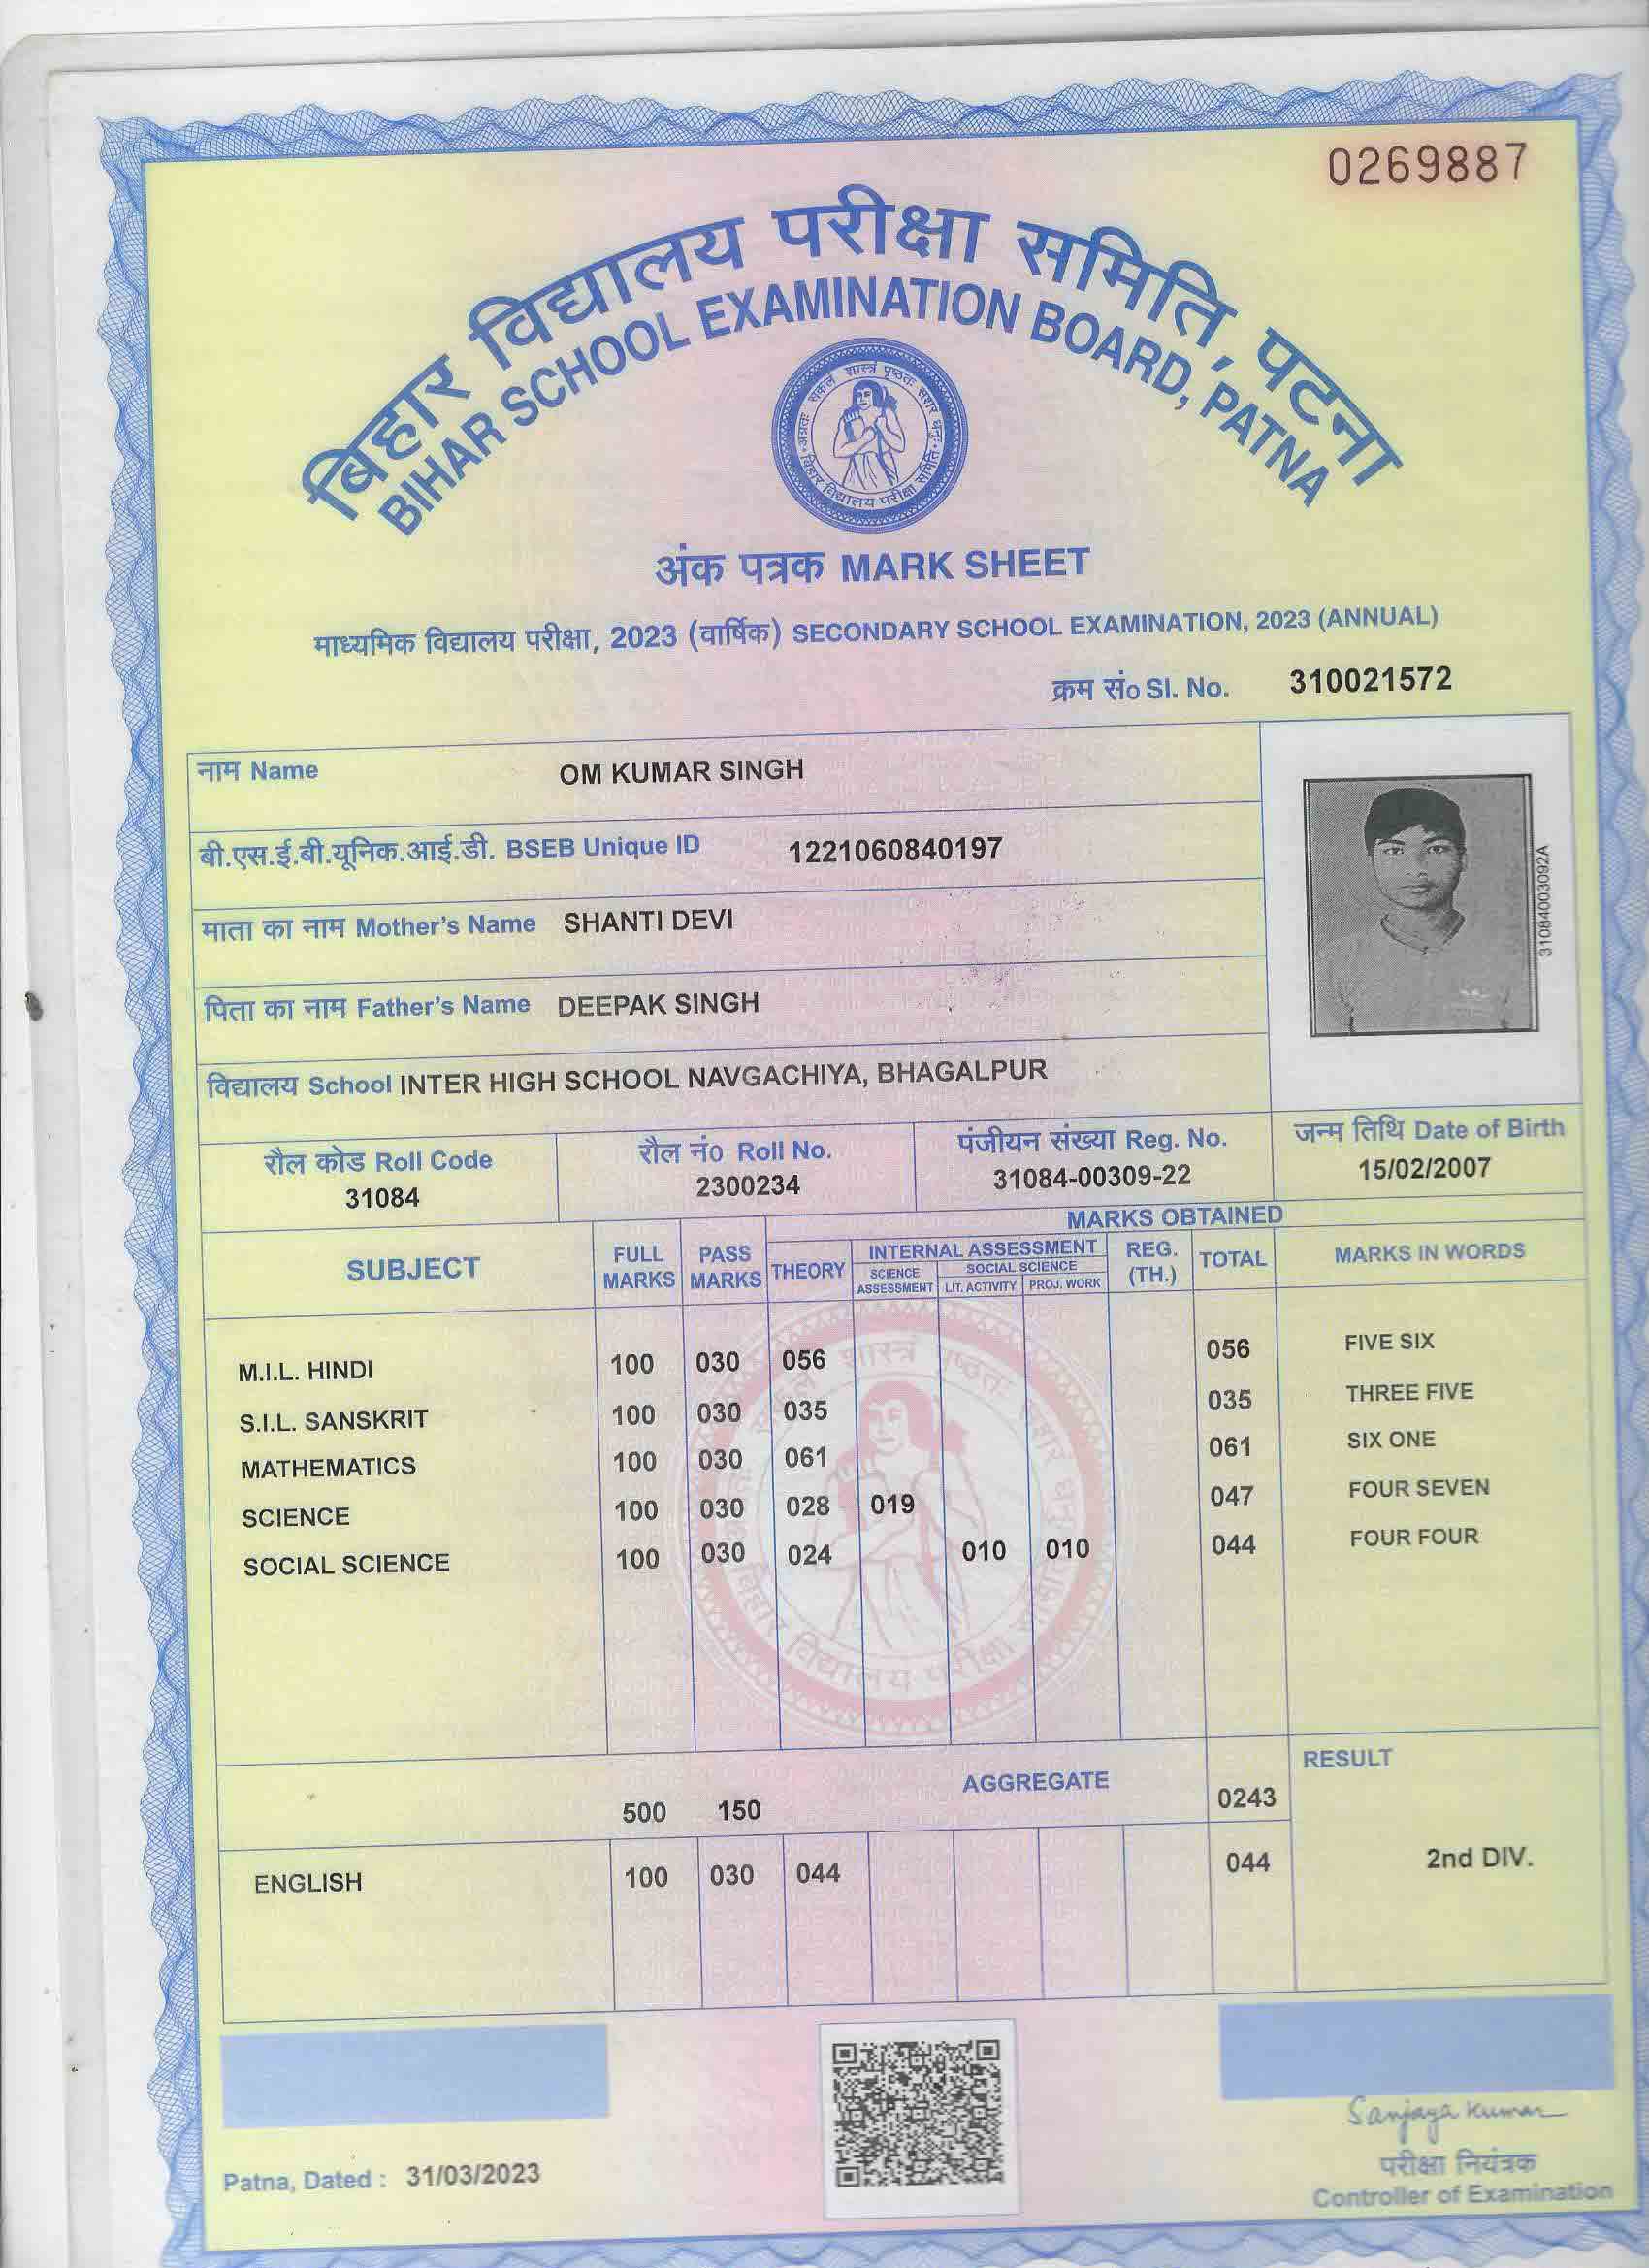 0269887
बिहार विद्यालय परीक्षा समिति, पटना
BIHAR SCHOOL EXAMINATION BOARD, PATNA
अंक पत्रक MARK SHEET
माध्यमिक विद्यालय परीक्षा, 2023 (वार्षिक) SECONDARY SCHOOL EXAMINATION, 2023 (ANNUAL)
क्रम सं० Sl. No. 310021572
नाम Name OM KUMAR SINGH
बी.एस.ई.बी.यूनिक.आई.डी. BSEB Unique ID 1221060840197
माता का नाम Mother's Name SHANTI DEVI
पिता का नाम Father's Name DEEPAK SINGH
विद्यालय School INTER HIGH SCHOOL NAVGACHIYA, BHAGALPUR
31084003092A
रौल कोड Roll Code रौल नं० Roll No. पंजीयन संख्या Reg. No. जन्म तिथि Date of Birth
31084 2300234 31084-00309-22 15/02/2007
MARKS OBTAINED
SUBJECT FULL MARKS PASS MARKS THEORY INTERNAL ASSESSMENT REG. (TH.) TOTAL MARKS IN WORDS
SCIENCE ASSESSMENT SOCIAL SCIENCE
LIT. ACTIVITY PROJ. WORK
M.I.L. HINDI 100 030 056 056 FIVE SIX
S.I.L. SANSKRIT 100 030 035 035 THREE FIVE
MATHEMATICS 100 030 061 061 SIX ONE
SCIENCE 100 030 028 019 047 FOUR SEVEN
SOCIAL SCIENCE 100 030 024 010 010 044 FOUR FOUR
AGGREGATE RESULT
500 150 0243
ENGLISH 100 030 044 044 2nd DIV.
Sanjaya Kumar
परीक्षा नियंत्रक
Patna, Dated : 31/03/2023
Controller of Examination